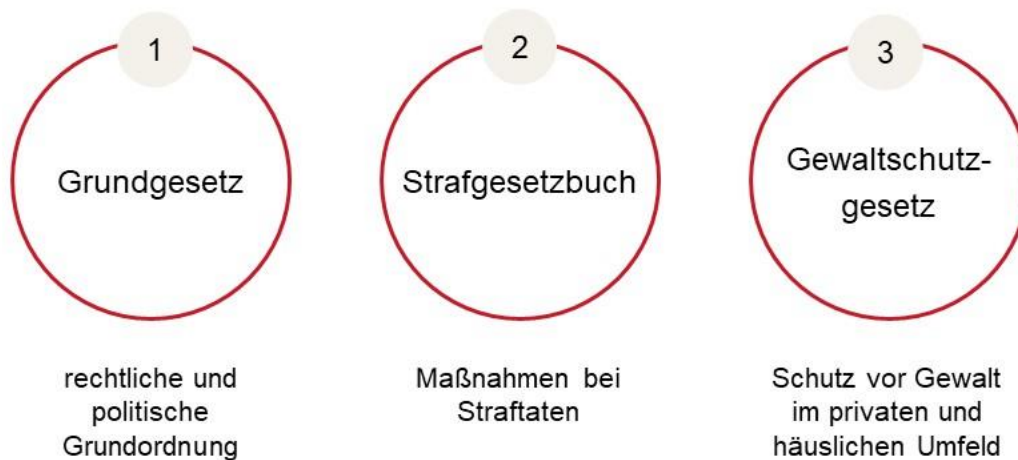 1
Grundgesetz
rechtliche und
politische
Grundordnung
2
Strafgesetzbuch
Maßnahmen bei
Straftaten
3
Gewaltschutz-
gesetz
Schutz vor Gewalt
im privaten und
häuslichen Umfeld